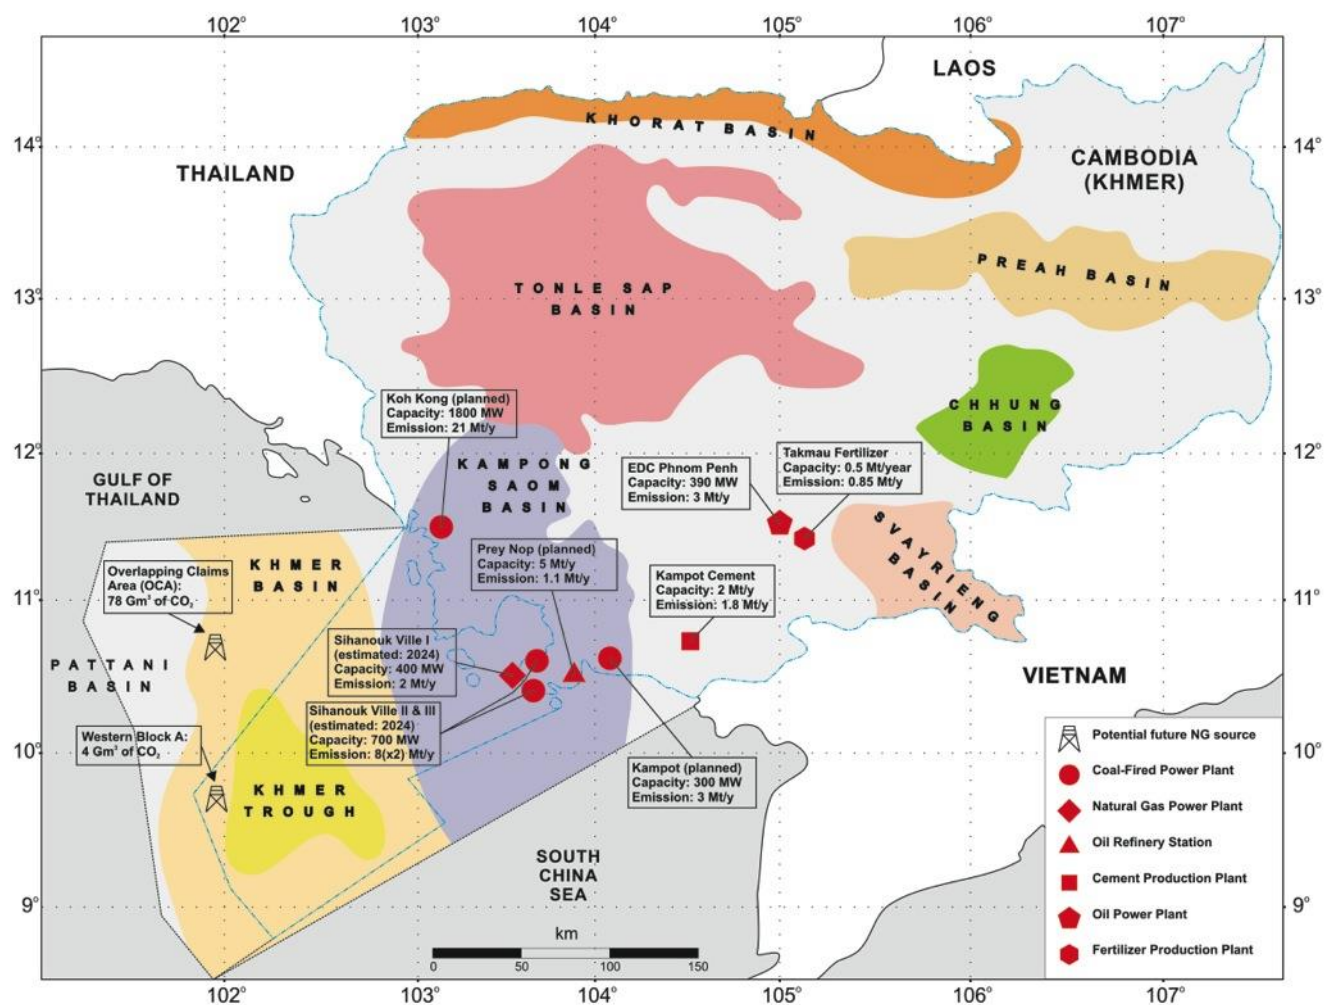 102° 103° 104° 105° 106° 107°
LAOS
KHORAT BASIN
14° 14°
THAILAND
CAMBODIA
(KHMER)
PREAH BASIN
TONLE SAP
BASIN
13° 13°
Koh Kong (planned)
Capacity: 1800 MW
Emission: 21 Mt/y
CHHUNG
BASIN
12° 12°
KAMPONG
SAOM
BASIN
EDC Phnom Penh
Capacity: 390 MW
Emission: 3 Mt/y
Takmau Fertilizer
Capacity: 0.5 Mt/year
Emission: 0.85 Mt/y
GULF OF
THAILAND
SVAYRIENG
BASIN
KHMER
BASIN
Prey Nop (planned)
Capacity: 5 Mt/y
Emission: 1.1 Mt/y
Overlapping Claims
Area (OCA):
78 Gm³ of CO₂
Kampot Cement
Capacity: 2 Mt/y
Emission: 1.8 Mt/y
11° 11°
PATTANI
BASIN
Sihanouk Ville I
(estimated: 2024)
Capacity: 400 MW
Emission: 2 Mt/y
VIETNAM
Sihanouk Ville II & III
(estimated: 2024)
Capacity: 700 MW
Emission: 8(x2) Mt/y
Western Block A:
4 Gm³ of CO₂
10° 10°
Kampot (planned)
Capacity: 300 MW
Emission: 3 Mt/y
KHMER
TROUGH
SOUTH
CHINA
SEA
9° 9°
km
0 50 100 150
Potential future NG source
Coal-Fired Power Plant
Natural Gas Power Plant
Oil Refinery Station
Cement Production Plant
Oil Power Plant
Fertilizer Production Plant
102° 103° 104° 105° 106° 107°